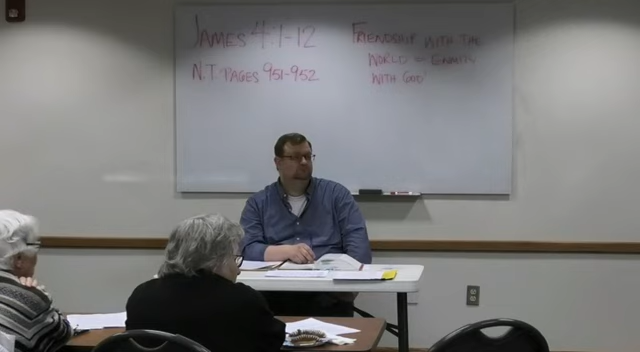 JAMES 4:1-12
N.T. PAGES 951-952
FRIENDSHIP WITH THE
WORLD = ENMITY
WITH GOD